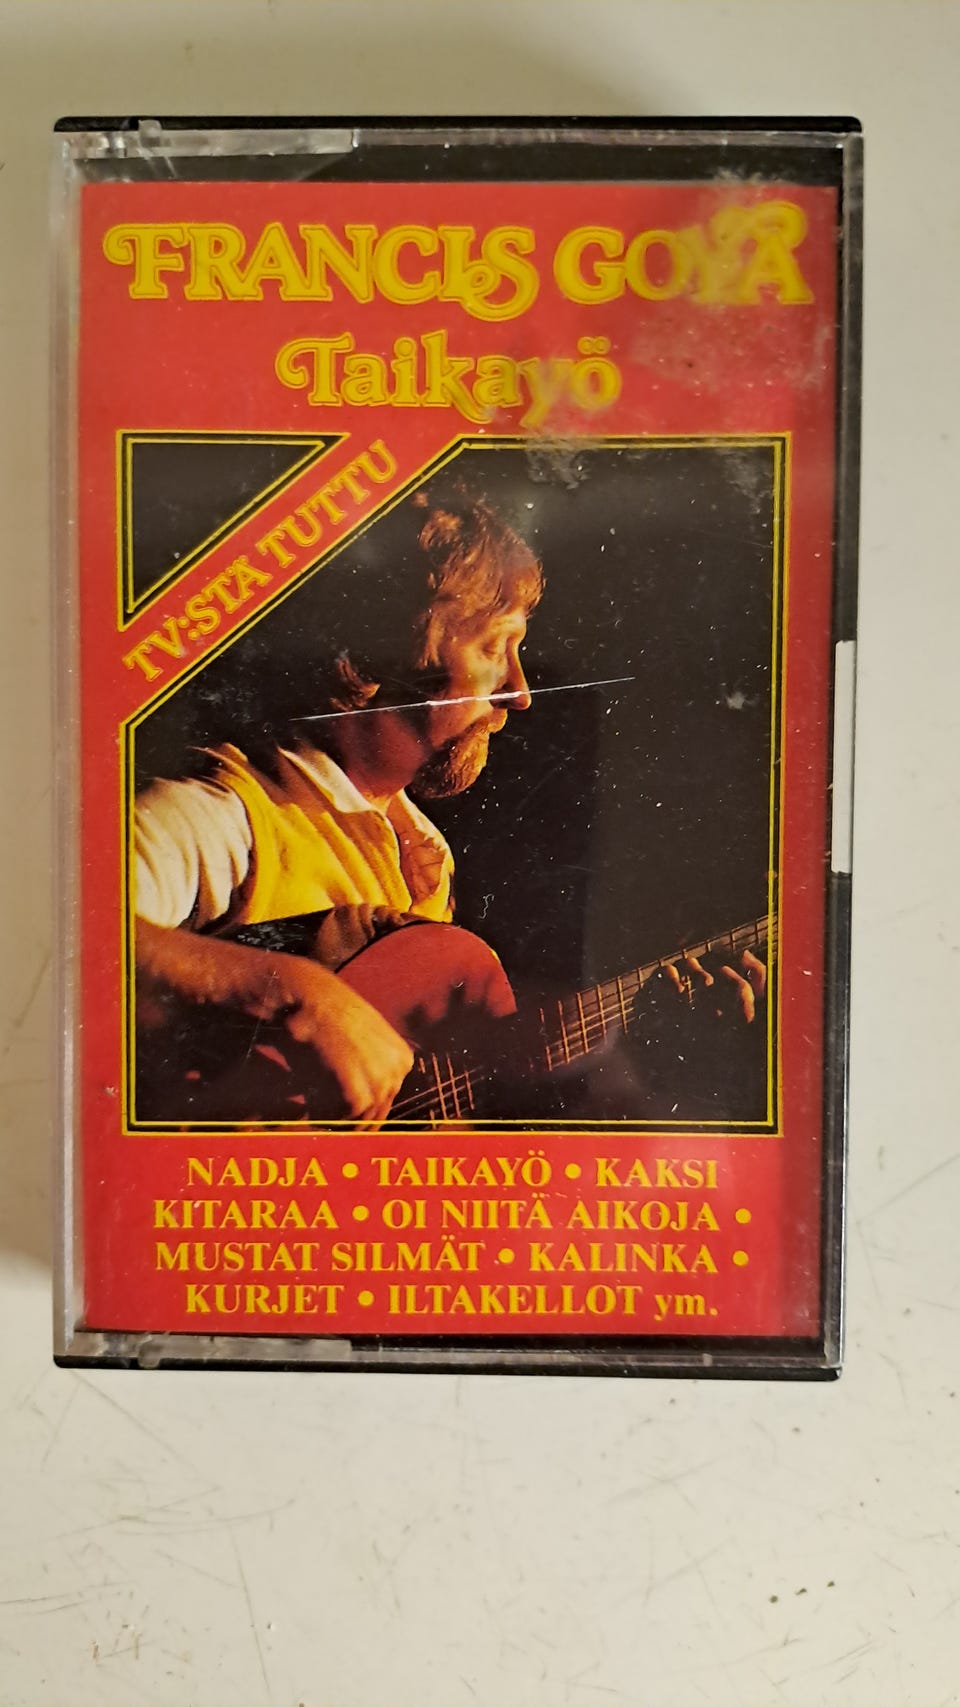 FRANCIS GOYA
Taikayö
TV:STÄ TUTTU
NADJA • TAIKAYÖ • KAKSI
KITARAA • OI NIITÄ AIKOJA •
MUSTAT SILMÄT • KALINKA •
KURJET • ILTAKELLOT ym.